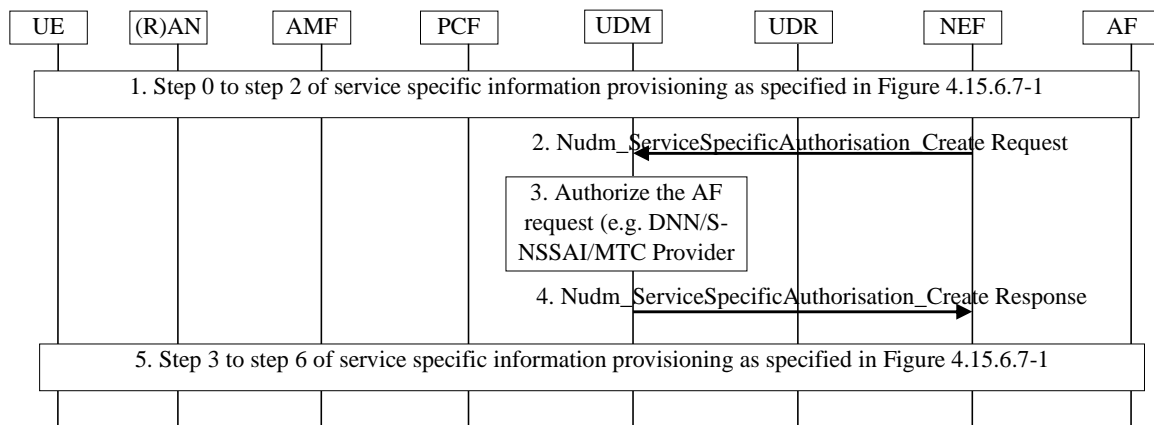 UE (R)AN AMF PCF UDM UDR NEF AF
1. Step 0 to step 2 of service specific information provisioning as specified in Figure 4.15.6.7-1
2. Nudm_ServiceSpecificAuthorisation_Create Request
3. Authorize the AF
request (e.g. DNN/S-
NSSAI/MTC Provider
4. Nudm_ServiceSpecificAuthorisation_Create Response
5. Step 3 to step 6 of service specific information provisioning as specified in Figure 4.15.6.7-1